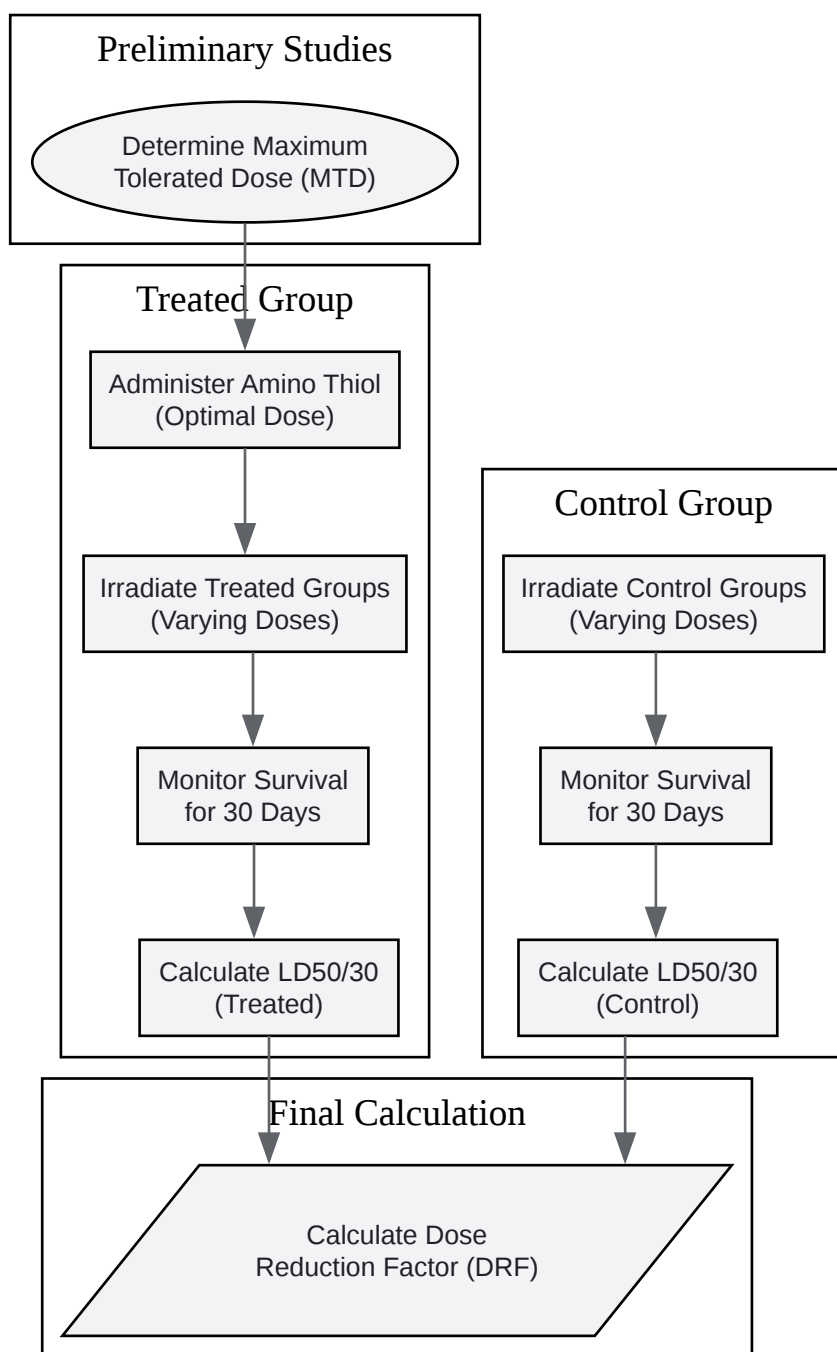 Preliminary Studies
Determine Maximum
Tolerated Dose (MTD)
Treated Group
Administer Amino Thiol
(Optimal Dose)
Irradiate Treated Groups
(Varying Doses)
Monitor Survival
for 30 Days
Calculate LD50/30
(Treated)
Control Group
Irradiate Control Groups
(Varying Doses)
Monitor Survival
for 30 Days
Calculate LD50/30
(Control)
Final Calculation
Calculate Dose
Reduction Factor (DRF)